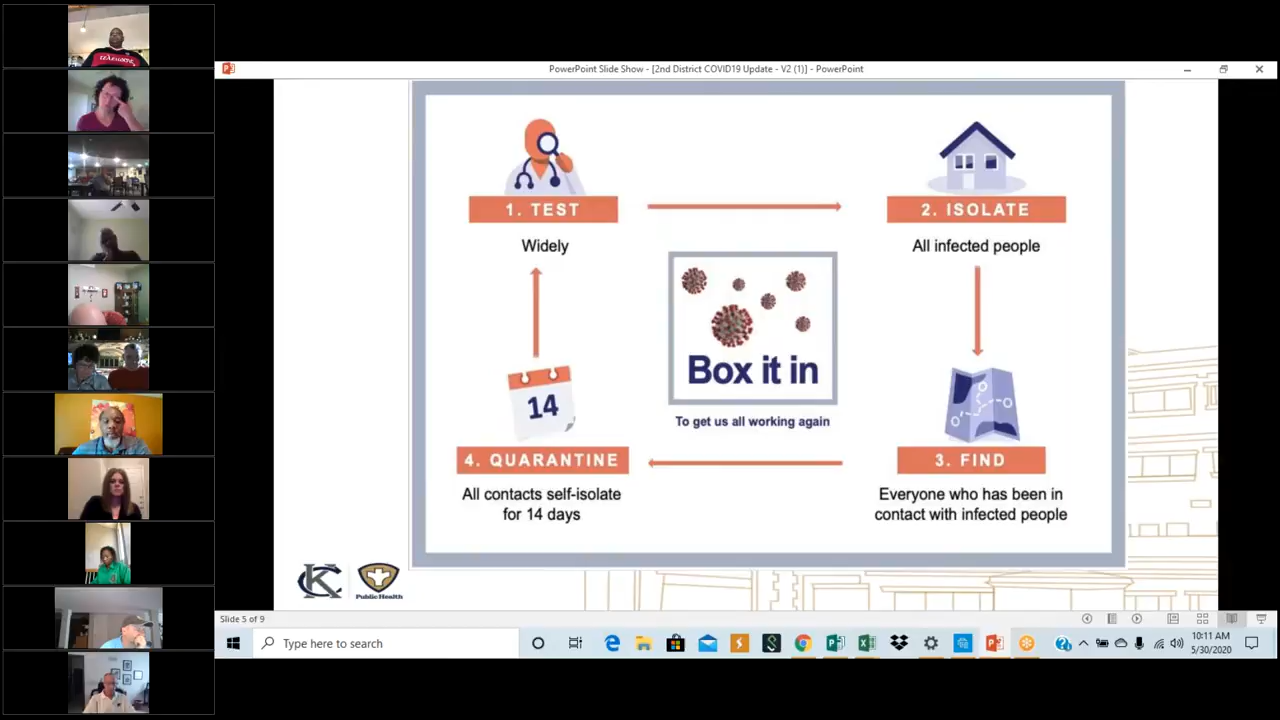 PowerPoint Slide Show - [2nd District COVID19 Update - V2 (1)] - PowerPoint
1. TEST
Widely
2. ISOLATE
All infected people
Box it in
To get us all working again
14
4. QUARANTINE
All contacts self-isolate
for 14 days
3. FIND
Everyone who has been in
contact with infected people
KC
Public Health
Slide 5 of 9
Type here to search
10:11 AM
5/30/2020